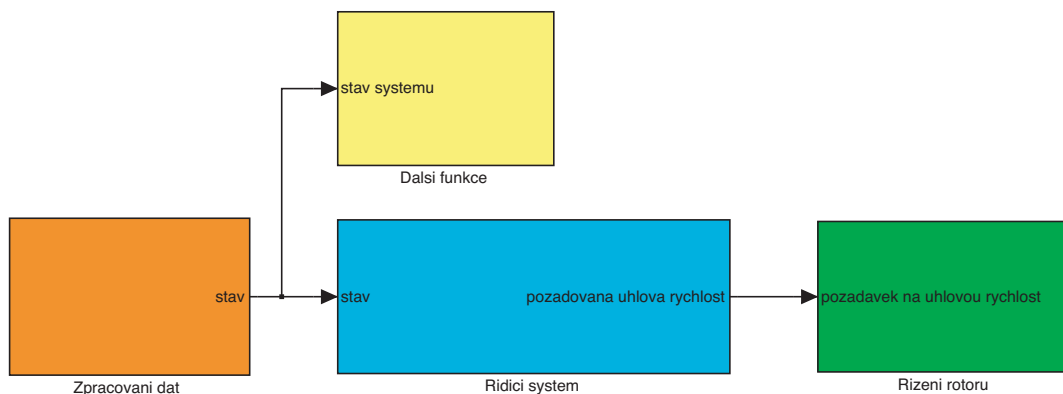 stav systemu
Dalsi funkce
stav
Zpracovani dat
stav
pozadovana uhlova rychlost
Ridici system
pozadavek na uhlovou rychlost
Rizeni rotoru